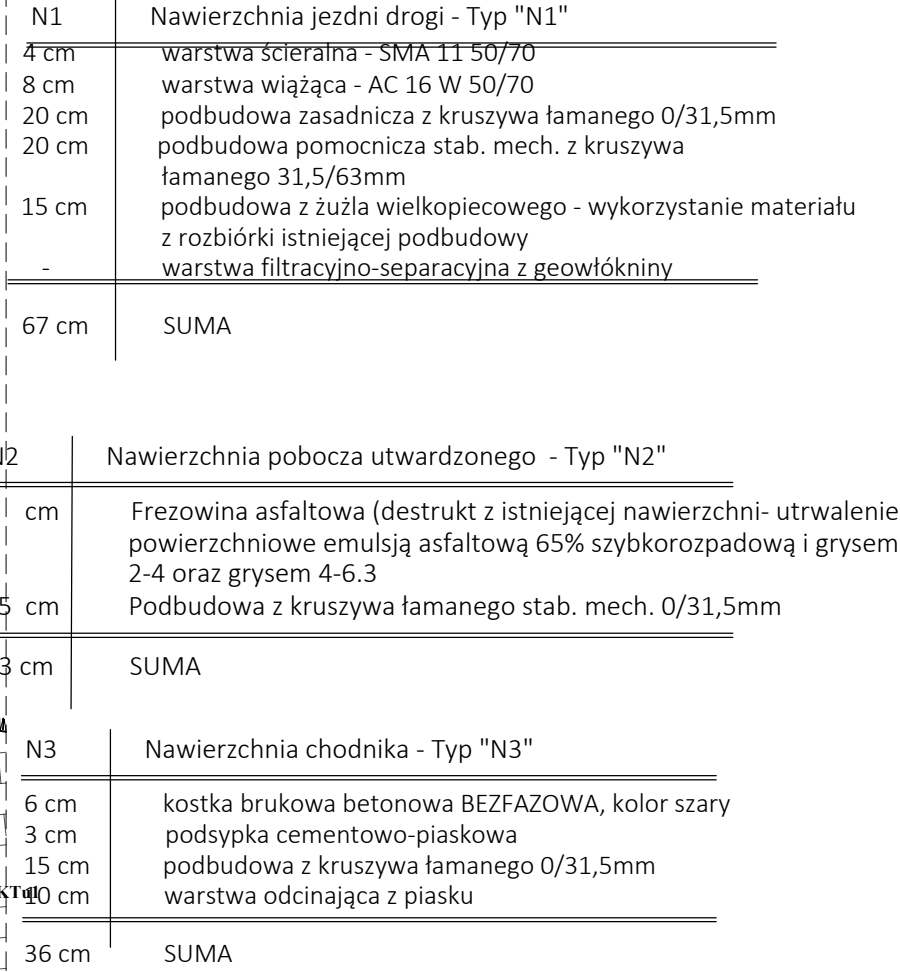 N1 Nawierzchnia jezdni drogi - Typ "N1"
4 cm warstwa ścieralna - SMA 11 50/70
8 cm warstwa wiążąca - AC 16 W 50/70
20 cm podbudowa zasadnicza z kruszywa łamanego 0/31,5mm
20 cm podbudowa pomocnicza stab. mech. z kruszywa
łamanego 31,5/63mm
15 cm podbudowa z żużla wielkopiecowego - wykorzystanie materiału
z rozbiórki istniejącej podbudowy
- warstwa filtracyjno-separacyjna z geowłókniny
67 cm SUMA
Nawierzchnia pobocza utwardzonego - Typ "N2"
cm Frezowina asfaltowa (destrukt z istniejącej nawierzchni- utrwalenie
powierzchniowe emulsją asfaltową 65% szybkorozpadową i grysem
2-4 oraz grysem 4-6.3
5 cm Podbudowa z kruszywa łamanego stab. mech. 0/31,5mm
3 cm SUMA
N3 Nawierzchnia chodnika - Typ "N3"
6 cm kostka brukowa betonowa BEZFAZOWA, kolor szary
3 cm podsypka cementowo-piaskowa
15 cm podbudowa z kruszywa łamanego 0/31,5mm
10 cm warstwa odcinająca z piasku
36 cm SUMA